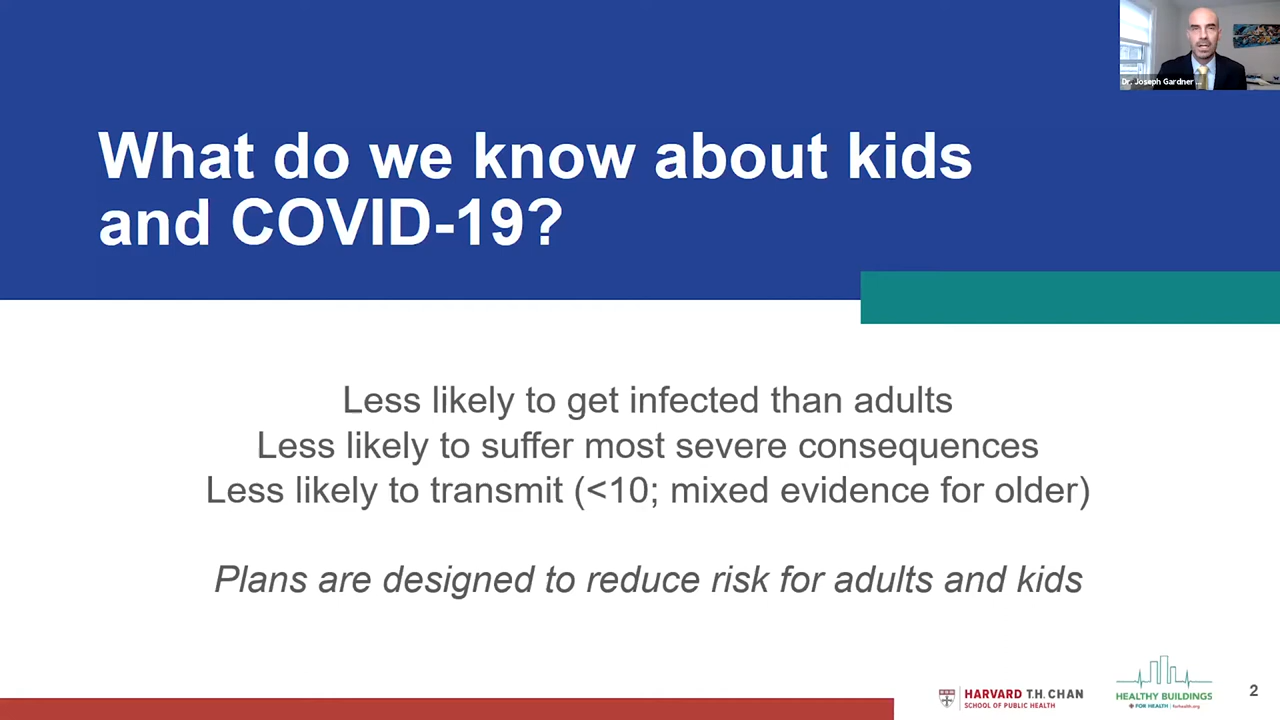 Dr. Joseph Gardner ...
What do we know about kids
and COVID-19?
Less likely to get infected than adults
Less likely to suffer most severe consequences
Less likely to transmit (<10; mixed evidence for older)
Plans are designed to reduce risk for adults and kids
HARVARD T.H. CHAN
SCHOOL OF PUBLIC HEALTH
HEALTHY BUILDINGS
FOR HEALTH | forhealth.org
2